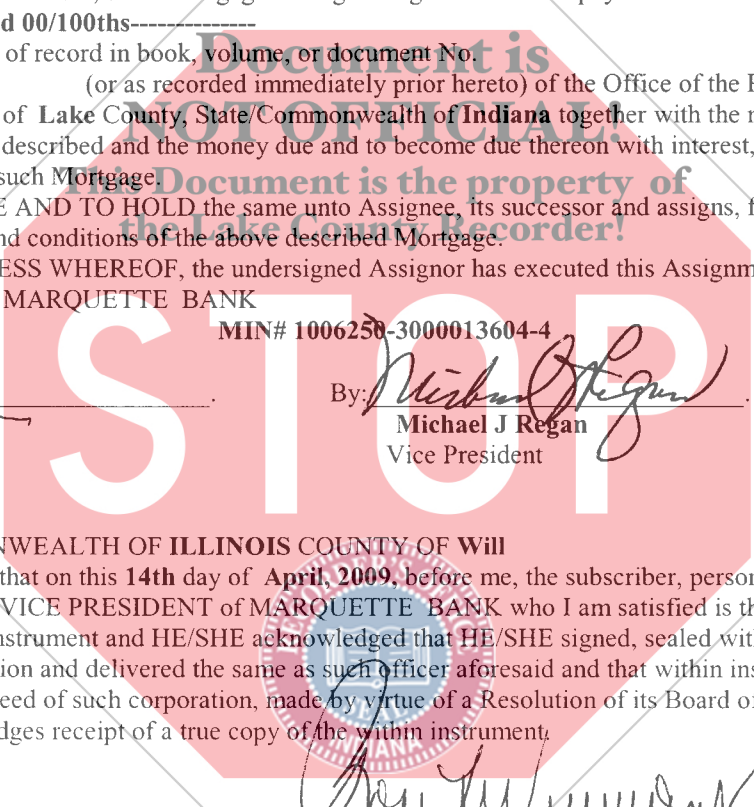 d 00/100ths--------------
of record in book, volume, or document No.
Document is
(or as recorded immediately prior hereto) of the Office of the
of Lake County, State/Commonwealth of Indiana together with the
NOT OFFICIAL!
described and the money due and to become due thereon with interest,
such Mortgage.
This Document is the property of
E AND TO HOLD the same unto Assignee, its successor and assigns, f
the Lake County Recorder!
nd conditions of the above described Mortgage.
ESS WHEREOF, the undersigned Assignor has executed this Assignm
MARQUETTE BANK
MIN# 1006250-3000013604-4
STOP
By:
Michael J Regan
Vice President
NWEALTH OF ILLINOIS COUNTY OF Will
that on this 14th day of April, 2009, before me, the subscriber, person
VICE PRESIDENT of MARQUETTE BANK who I am satisfied is th
nstrument and HE/SHE acknowledged that HE/SHE signed, sealed wit
ion and delivered the same as such officer aforesaid and that within ins
eed of such corporation, made by virtue of a Resolution of its Board o
dges receipt of a true copy of the within instrument.
RECORDER'S OFFICE
SEAL
INDIANA